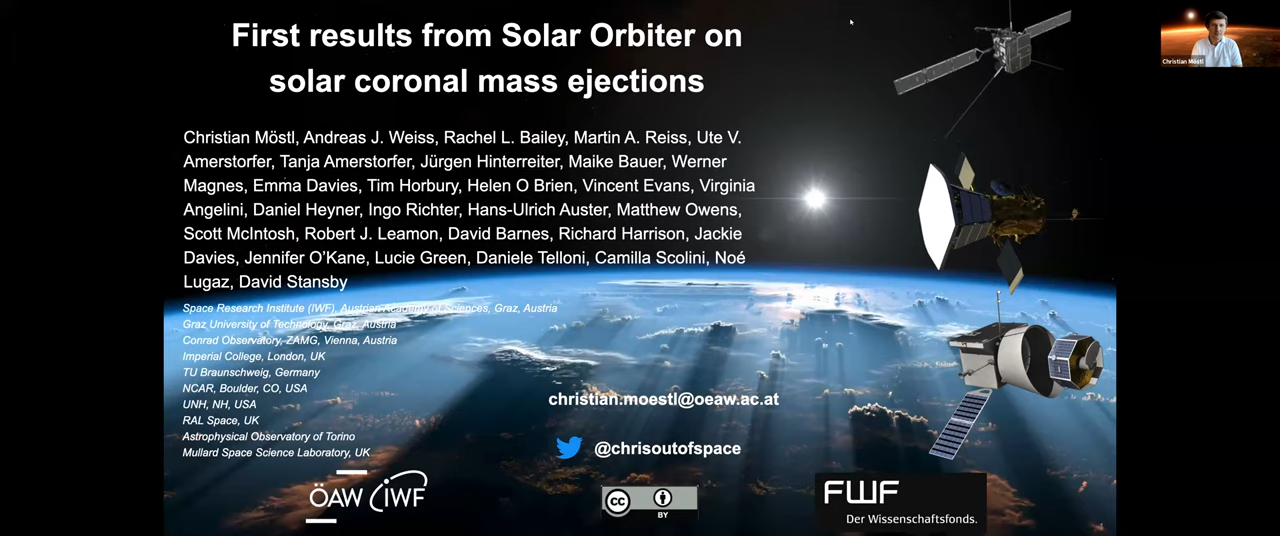 First results from Solar Orbiter on
solar coronal mass ejections
Christian Möstl, Andreas J. Weiss, Rachel L. Bailey, Martin A. Reiss, Ute V.
Amerstorfer, Tanja Amerstorfer, Jürgen Hinterreiter, Maike Bauer, Werner
Magnes, Emma Davies, Tim Horbury, Helen O Brien, Vincent Evans, Virginia
Angelini, Daniel Heyner, Ingo Richter, Hans-Ulrich Auster, Matthew Owens,
Scott McIntosh, Robert J. Leamon, David Barnes, Richard Harrison, Jackie
Davies, Jennifer O’Kane, Lucie Green, Daniele Telloni, Camilla Scolini, Noé
Lugaz, David Stansby
Space Research Institute (IWF), Austrian Academy of Sciences, Graz, Austria
Graz University of Technology, Graz, Austria
Conrad Observatory, ZAMG, Vienna, Austria
Imperial College, London, UK
TU Braunschweig, Germany
NCAR, Boulder, CO, USA
UNH, NH, USA
RAL Space, UK
Astrophysical Observatory of Torino
Mullard Space Science Laboratory, UK
christian.moestl@oeaw.ac.at
@chrisoutofspace
ÖAW IWF
cc
BY
FWF
Der Wissenschaftsfonds.
Christian Möstl